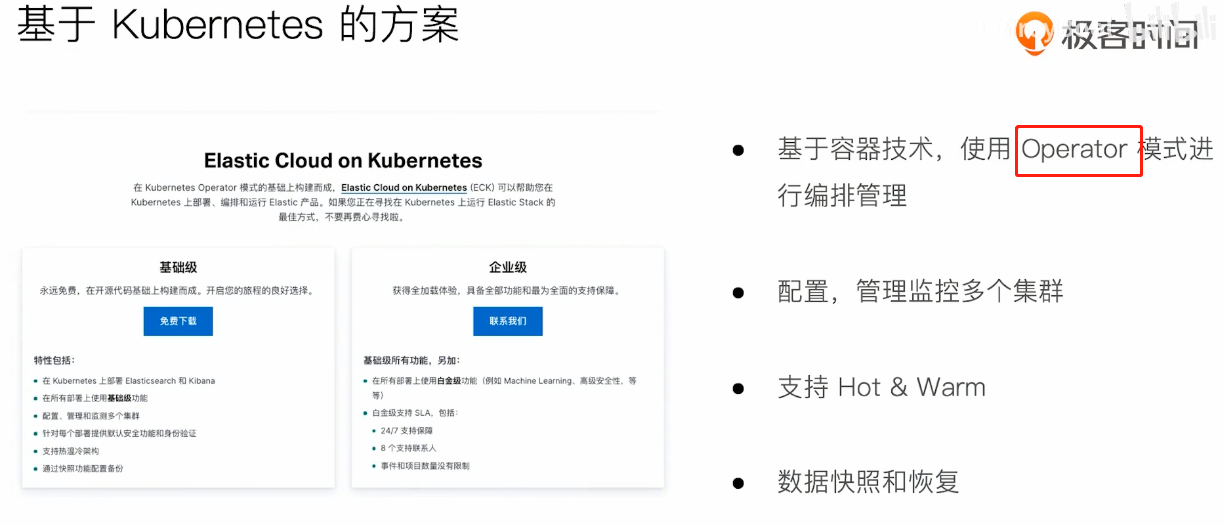 基于 Kubernetes 的方案
极客时间
Elastic Cloud on Kubernetes
在 Kubernetes Operator 模式的基础上构建而成，Elastic Cloud on Kubernetes (ECK) 可以帮助您在
Kubernetes 上部署、编排和运行 Elastic 产品。如果您正在寻找在 Kubernetes 上运行 Elastic Stack 的
最佳方式，不要再费心寻找啦。
基础级
永远免费，在开源代码基础上构建而成。开启您的旅程的良好选择。
免费下载
特性包括：
在 Kubernetes 上部署 Elasticsearch 和 Kibana
在所有部署上使用基础级功能
配置、管理和监测多个集群
针对每个部署提供默认安全功能和身份验证
支持热温冷架构
通过快照功能配置备份
企业级
获得全加载体验，具备全部功能和最为全面的支持保障。
联系我们
基础级所有功能，另加：
在所有部署上使用白金级功能（例如 Machine Learning、高级安全性，等
等）
白金级支持 SLA，包括：
24/7 支持保障
8 个支持联系人
事件和项目数量没有限制
基于容器技术，使用 Operator 模式进
行编排管理
配置，管理监控多个集群
支持 Hot & Warm
数据快照和恢复